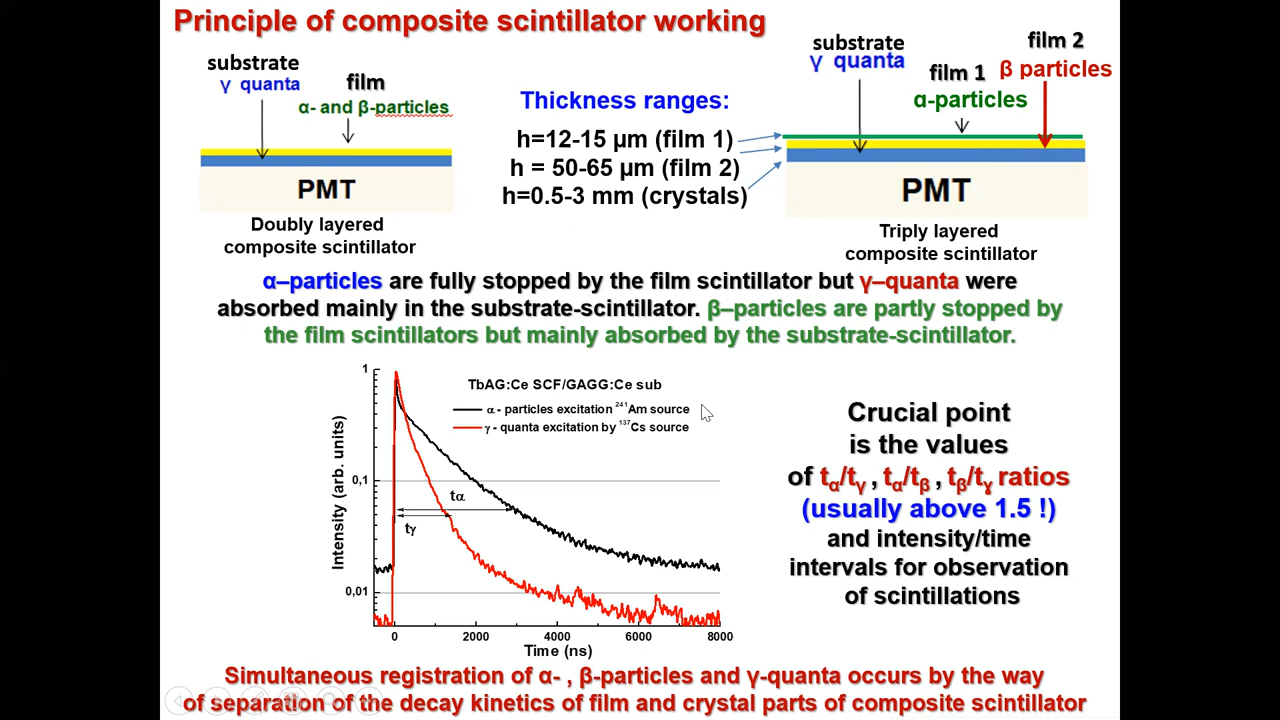 Principle of composite scintillator working
substrate
γ quanta
film
α- and β-particles
PMT
Doubly layered
composite scintillator
Thickness ranges:
h=12-15 µm (film 1)
h = 50-65 µm (film 2)
h=0.5-3 mm (crystals)
substrate
γ quanta
film 1
α-particles
film 2
β particles
PMT
Triply layered
composite scintillator
α–particles are fully stopped by the film scintillator but γ–quanta were
absorbed mainly in the substrate-scintillator. β–particles are partly stopped by
the film scintillators but mainly absorbed by the substrate-scintillator.
TbAG:Ce SCF/GAGG:Ce sub
α - particles excitation ²⁴¹Am source
γ - quanta excitation by ¹³⁷Cs source
Intensity (arb. units)
1
0,1
0,01
tα
tγ
0 2000 4000 6000 8000
Time (ns)
Crucial point
is the values
of tα/tγ , tα/tβ , tβ/tɣ ratios
(usually above 1.5 !)
and intensity/time
intervals for observation
of scintillations
Simultaneous registration of α- , β-particles and γ-quanta occurs by the way
of separation of the decay kinetics of film and crystal parts of composite scintillator